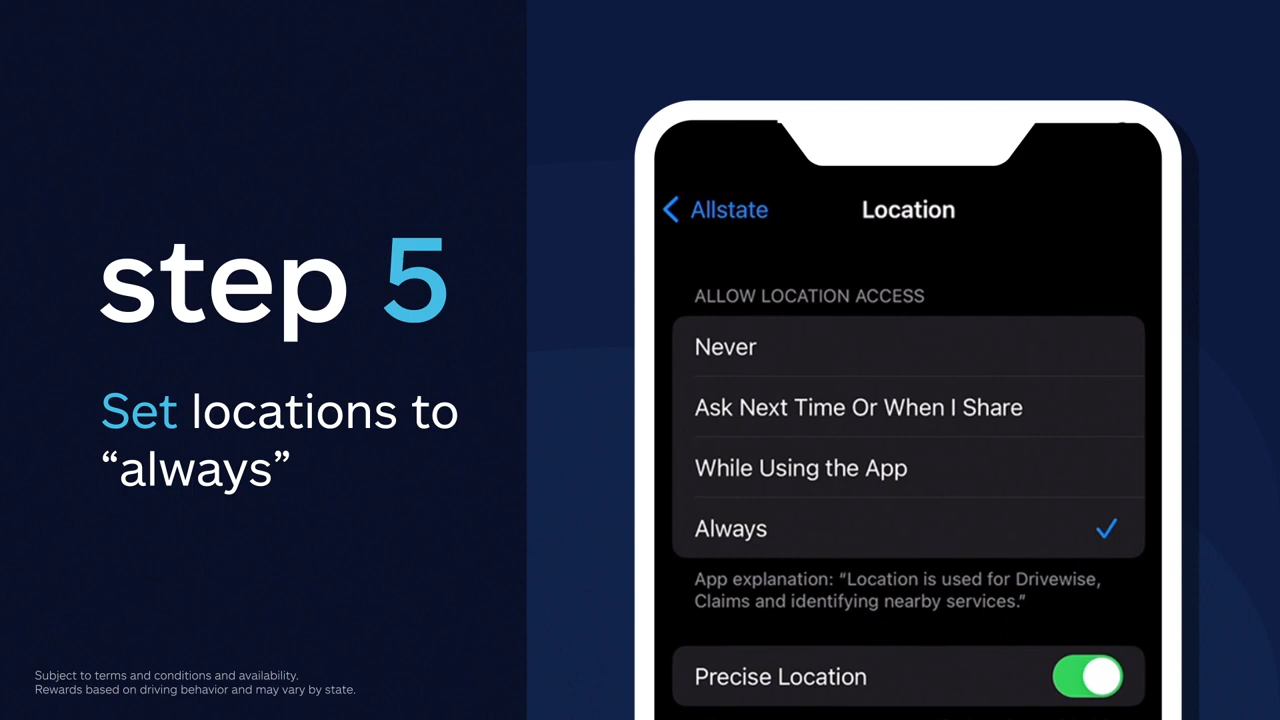 step 5
Set locations to
“always”
Subject to terms and conditions and availability.
Rewards based on driving behavior and may vary by state.
Allstate
Location
ALLOW LOCATION ACCESS
Never
Ask Next Time Or When I Share
While Using the App
Always
App explanation: “Location is used for Drivewise,
Claims and identifying nearby services.”
Precise Location